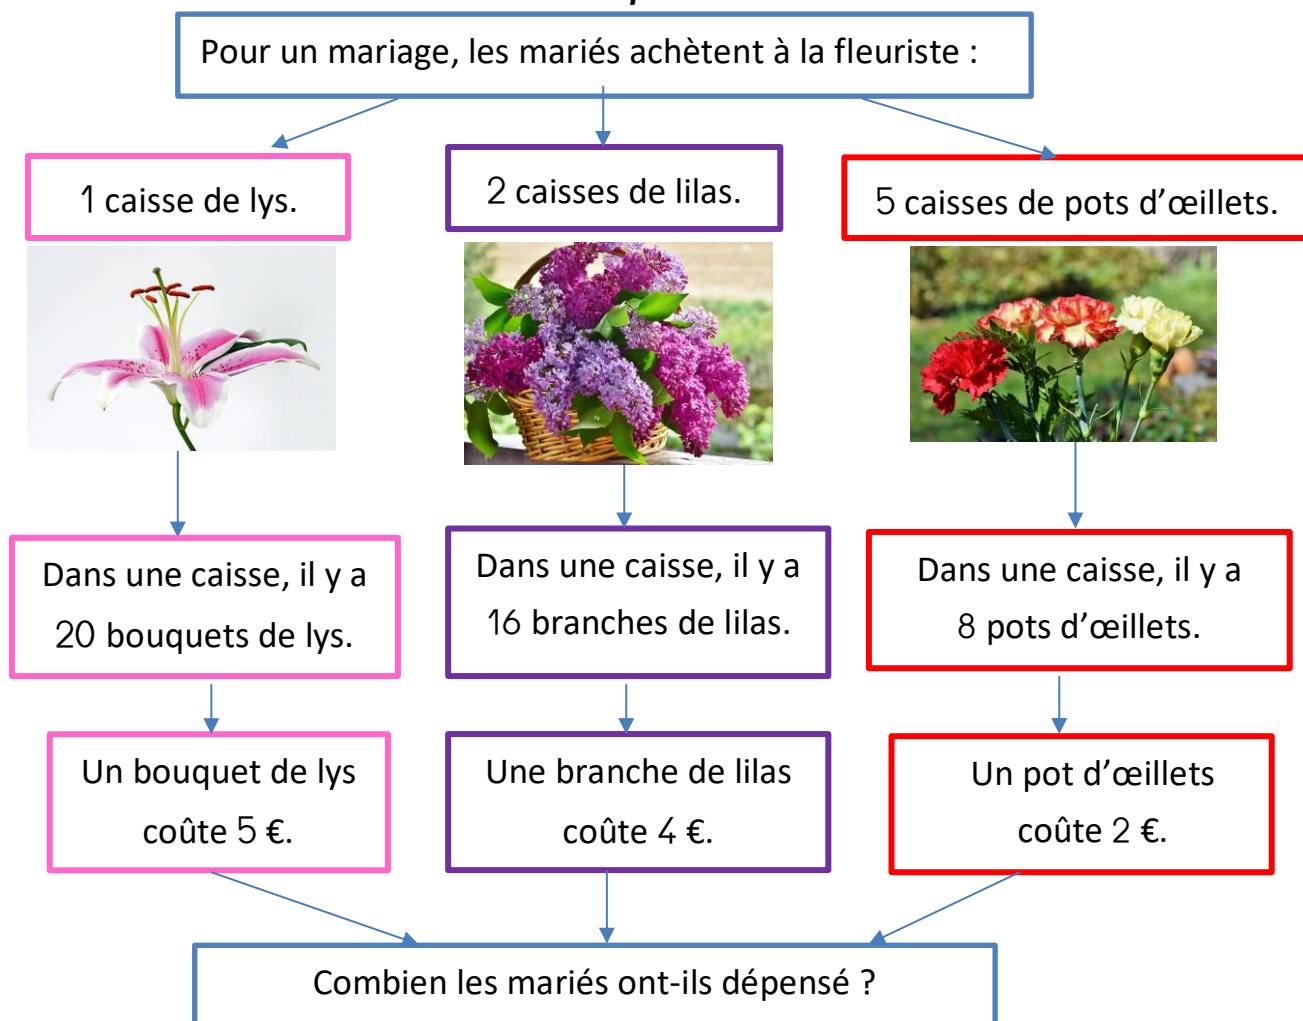 Pour un mariage, les mariés achètent à la fleuriste :
1 caisse de lys.
2 caisses de lilas.
5 caisses de pots d’œillets.
Dans une caisse, il y a
20 bouquets de lys.
Dans une caisse, il y a
16 branches de lilas.
Dans une caisse, il y a
8 pots d’œillets.
Un bouquet de lys
coûte 5 €.
Une branche de lilas
coûte 4 €.
Un pot d’œillets
coûte 2 €.
Combien les mariés ont-ils dépensé ?